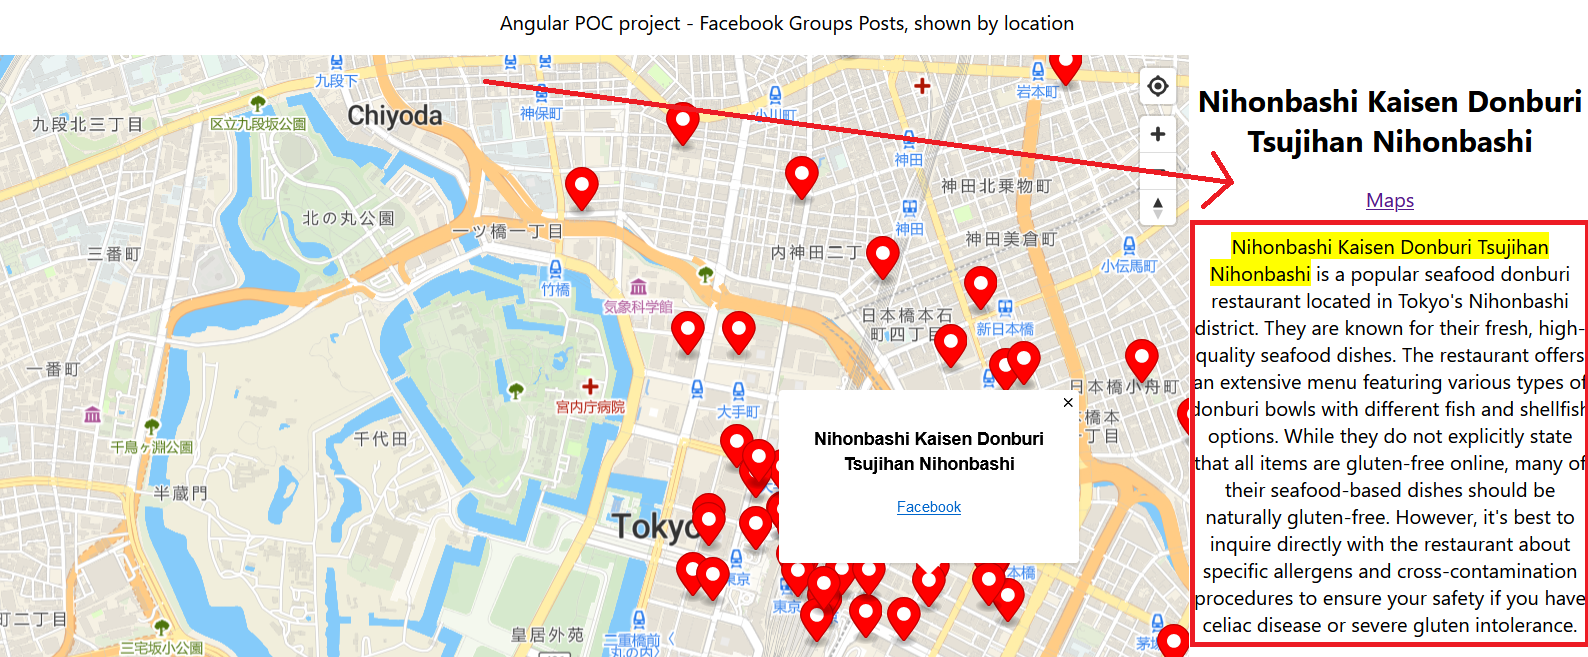 Angular POC project - Facebook Groups Posts, shown by location
九段下
Chiyoda
神保町
小川町
岩本町
九段北三丁目
区立九段坂公園
神田
神田北乗物町
北の丸公園
一ツ橋一丁目
神田
神田美倉町
三番町
内神田二丁
小伝馬町
竹橋
気象科学館
日本橋本石
町四丁目
新日本橋
一番町
宮内庁病院
大手町
日本橋小舟町
橋本
丁目
千鳥ヶ淵公園
千代田
半蔵門
Tokyo
東京
本橋
東京
町二丁目
皇居外苑
二重橋前
(丸の内)
三宅坂小公園
茅場
Nihonbashi Kaisen Donburi
Tsujihan Nihonbashi
Facebook
Nihonbashi Kaisen Donburi
Tsujihan Nihonbashi
Maps
Nihonbashi Kaisen Donburi Tsujihan
Nihonbashi is a popular seafood donburi
restaurant located in Tokyo's Nihonbashi
district. They are known for their fresh, high-
quality seafood dishes. The restaurant offers
an extensive menu featuring various types of
donburi bowls with different fish and shellfish
options. While they do not explicitly state
that all items are gluten-free online, many of
their seafood-based dishes should be
naturally gluten-free. However, it's best to
inquire directly with the restaurant about
specific allergens and cross-contamination
procedures to ensure your safety if you have
celiac disease or severe gluten intolerance.